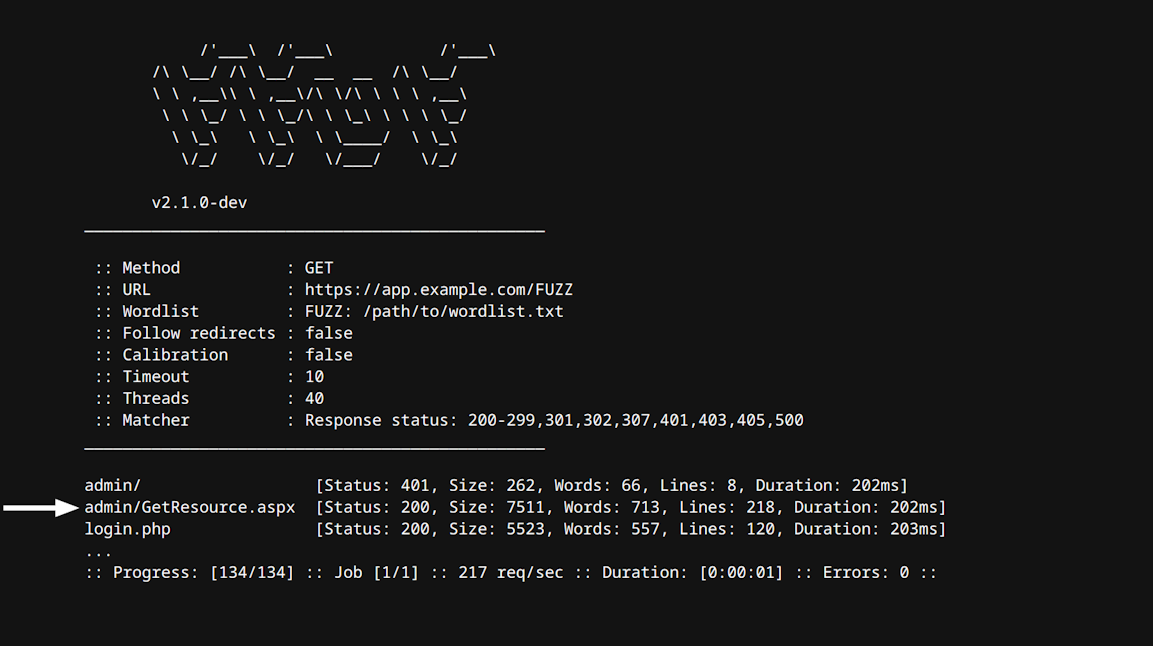 /'___\  /'___\           /'___\
       /\ \__/ /\ \__/  __  __  /\ \__/
       \ \ ,__\\ \ ,__\/\ \/\ \ \ \ ,__\
        \ \ \_/ \ \ \_/\ \ \_\ \ \ \ \_/
         \ \_\   \ \_\  \ \____/  \ \_\
          \/_/    \/_/   \/___/    \/_/
v2.1.0-dev
________________________________________________
:: Method           : GET
:: URL              : https://app.example.com/FUZZ
:: Wordlist         : FUZZ: /path/to/wordlist.txt
:: Follow redirects : false
:: Calibration      : false
:: Timeout          : 10
:: Threads          : 40
:: Matcher          : Response status: 200-299,301,302,307,401,403,405,500
________________________________________________
admin/                  [Status: 401, Size: 262, Words: 66, Lines: 8, Duration: 202ms]
admin/GetResource.aspx  [Status: 200, Size: 7511, Words: 713, Lines: 218, Duration: 202ms]
login.php               [Status: 200, Size: 5523, Words: 557, Lines: 120, Duration: 203ms]
...
:: Progress: [134/134] :: Job [1/1] :: 217 req/sec :: Duration: [0:00:01] :: Errors: 0 ::